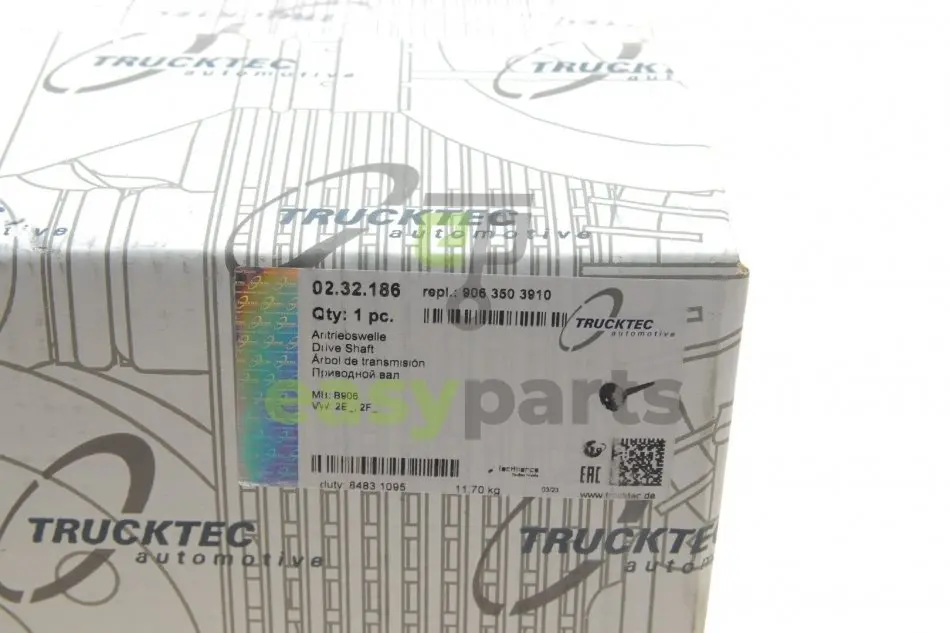 TRUCKTEC
automotive
TRUCKTEC
TRUCKTEC
automotive
02.32.186
repl.: 906 350 3910
Qty: 1 pc.
TRUCKTEC
automotive
Antriebswelle
Drive Shaft
Árbol de transmisión
Приводной вал
easyparts
MB: B906
VW: 2E_, 2F_
EAC
duty: 8483 1095
11,70 kg
03/23
www.trucktec.de
TRUCKTEC
automotive
TRUCKTEC